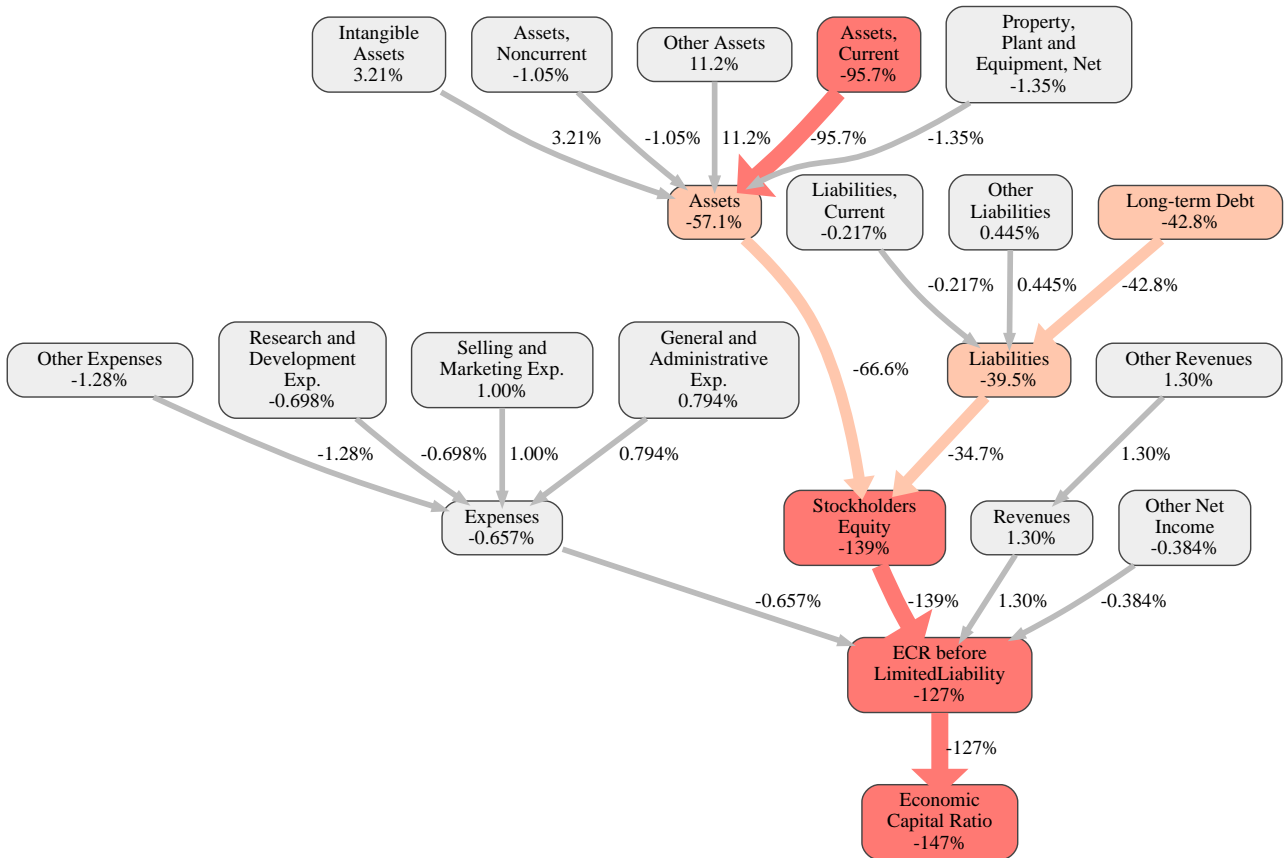 Intangible
Assets
3.21%
Assets,
Noncurrent
-1.05%
Other Assets
11.2%
Assets,
Current
-95.7%
Property,
Plant and
Equipment, Net
-1.35%
3.21%
-1.05%
11.2%
-95.7%
-1.35%
Assets
-57.1%
Liabilities,
Current
-0.217%
Other
Liabilities
0.445%
Long-term Debt
-42.8%
-0.217%
0.445%
-42.8%
Other Expenses
-1.28%
Research and
Development
Exp.
-0.698%
Selling and
Marketing Exp.
1.00%
General and
Administrative
Exp.
0.794%
-66.6%
Liabilities
-39.5%
Other Revenues
1.30%
-1.28%
-0.698%
1.00%
0.794%
-34.7%
1.30%
Expenses
-0.657%
Stockholders
Equity
-139%
Revenues
1.30%
Other Net
Income
-0.384%
-0.657%
-139%
1.30%
-0.384%
ECR before
LimitedLiability
-127%
-127%
Economic
Capital Ratio
-147%